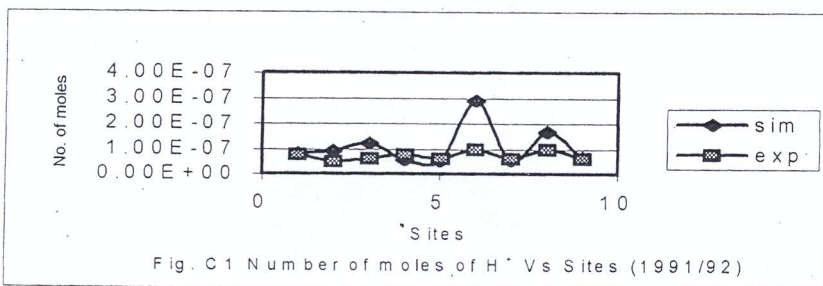 No. of moles
4.00E-07
3.00E-07
2.00E-07
1.00E-07
0.00E+00
0 5 10
Sites
sim
exp
Fig. C1 Number of moles of H⁺ Vs Sites (1991/92)